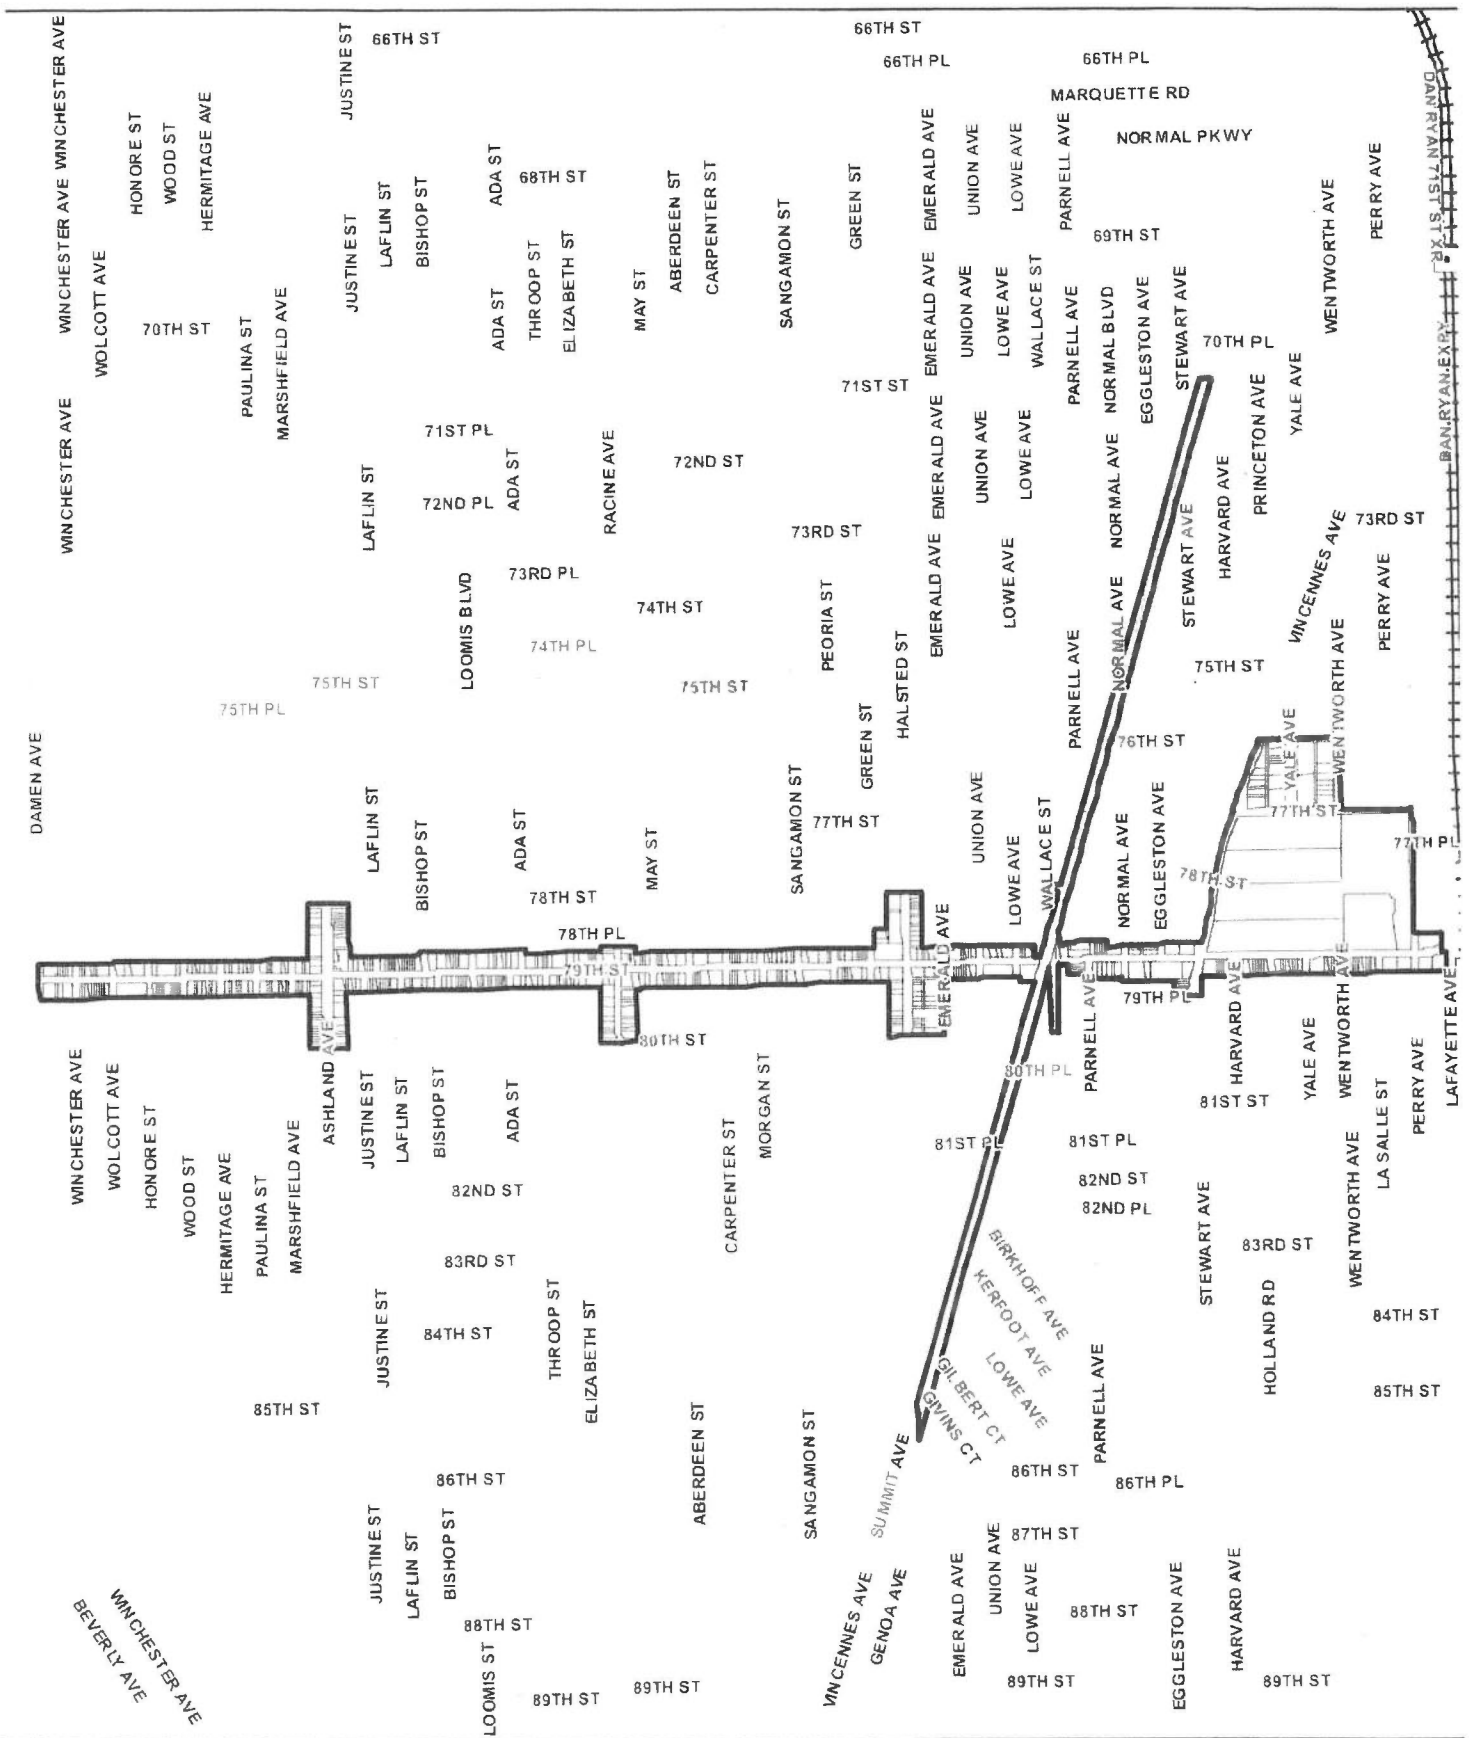 66TH ST
66TH ST
66TH PL
66TH PL
MARQUETTE RD
NORMAL PKWY
WINCHESTER AVE
WINCHESTER AVE
HONORE ST
WOOD ST
HERMITAGE AVE
JUSTINE ST
JUSTINE ST
LAFLIN ST
BISHOP ST
ADA ST
68TH ST
ABERDEEN ST
CARPENTER ST
SANGAMON ST
GREEN ST
EMERALD AVE
UNION AVE
LOWE AVE
PARNELL AVE
69TH ST
WENTWORTH AVE
PERRY AVE
DAN RYAN 71ST ST XR
WOLCOTT AVE
70TH ST
PAULINA ST
MARSHFIELD AVE
ADA ST
THROOP ST
ELIZABETH ST
MAY ST
EMERALD AVE
UNION AVE
LOWE AVE
WALLACE ST
PARNELL AVE
NORMAL BLVD
EGGLESTON AVE
STEWART AVE
70TH PL
YALE AVE
PRINCETON AVE
DAN RYAN EXPY
71ST ST
WINCHESTER AVE
71ST PL
72ND PL
ADA ST
LAFLIN ST
RACINE AVE
72ND ST
73RD ST
EMERALD AVE
UNION AVE
LOWE AVE
NORMAL AVE
HARVARD AVE
73RD ST
VINCENNES AVE
STEWART AVE
73RD PL
74TH ST
74TH PL
LOOMIS BLVD
PEORIA ST
EMERALD AVE
LOWE AVE
NORMAL AVE
PERRY AVE
75TH ST
75TH PL
75TH ST
75TH ST
HALSTED ST
GREEN ST
PARNELL AVE
WENTWORTH AVE
76TH ST
YALE AVE
DAMEN AVE
LAFLIN ST
BISHOP ST
ADA ST
MAY ST
SANGAMON ST
77TH ST
UNION AVE
LOWE AVE
WALLACE ST
NORMAL AVE
EGGLESTON AVE
77TH ST
77TH PL
78TH ST
78TH ST
78TH PL
79TH ST
EMERALD AVE
79TH PL
80TH ST
PARNELL AVE
HARVARD AVE
WENTWORTH AVE
LAFAYETTE AVE
80TH PL
YALE AVE
PERRY AVE
81ST ST
WINCHESTER AVE
WOLCOTT AVE
HONORE ST
WOOD ST
HERMITAGE AVE
PAULINA ST
MARSHFIELD AVE
ASHLAND AVE
JUSTINE ST
LAFLIN ST
BISHOP ST
ADA ST
CARPENTER ST
MORGAN ST
81ST PL
81ST PL
82ND ST
82ND PL
LA SALLE ST
WENTWORTH AVE
82ND ST
83RD ST
STEWART AVE
83RD ST
BIRKHOFF AVE
KERFOOT AVE
LOWE AVE
GILBERT CT
GIVINS CT
HOLLAND RD
84TH ST
JUSTINE ST
84TH ST
THROOP ST
ELIZABETH ST
PARNELL AVE
85TH ST
85TH ST
ABERDEEN ST
SANGAMON ST
SUMMIT AVE
86TH ST
86TH ST
86TH PL
JUSTINE ST
LAFLIN ST
BISHOP ST
87TH ST
VINCENNES AVE
GENOA AVE
EMERALD AVE
UNION AVE
LOWE AVE
88TH ST
EGGLESTON AVE
HARVARD AVE
88TH ST
WINCHESTER AVE
BEVERLY AVE
LOOMIS ST
89TH ST
89TH ST
89TH ST
89TH ST